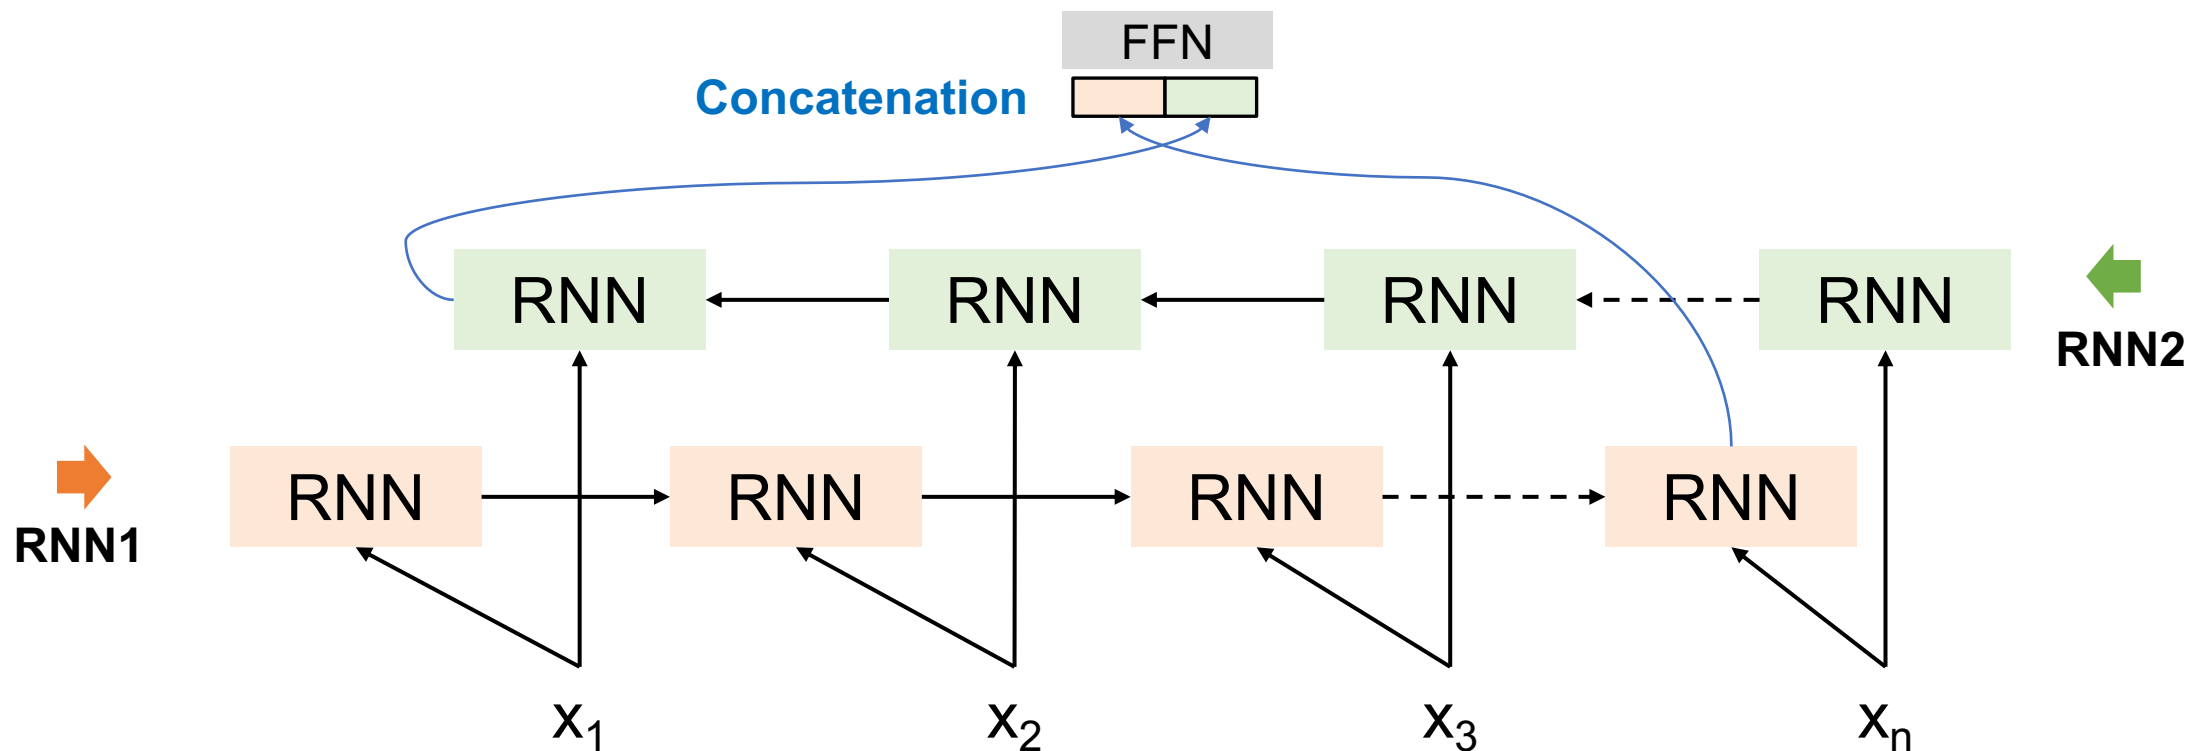 FFN
Concatenation
RNN RNN RNN RNN
RNN2
RNN RNN RNN RNN
RNN1
x₁ x₂ x₃ xₙ